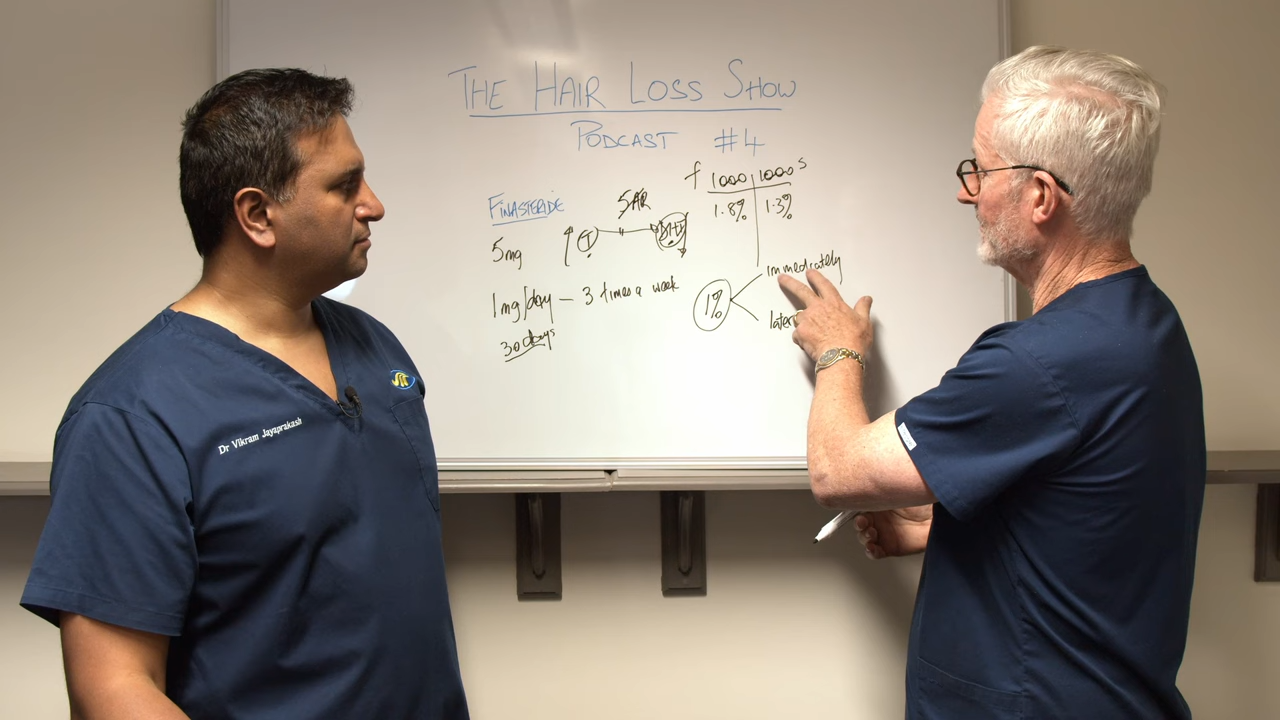 THE HAIR LOSS SHOW
PODCAST #4
FINASTERIDE
5mg
1mg/day — 3 times a week
30 days
5AR
T
DHT
f 1000 1000 s
1.8% 1.3%
1%
immediately
later
Dr Vikram Jayaprakash